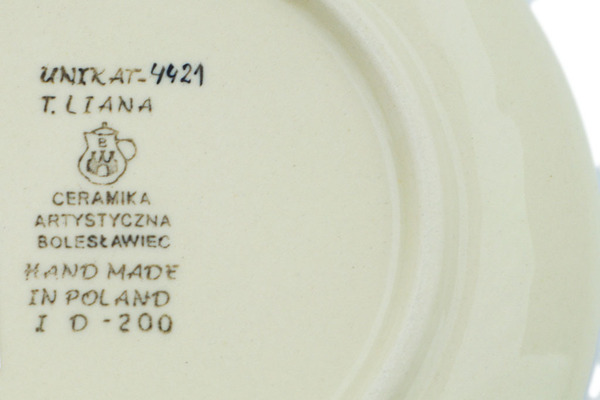 UNIKAT-4421
T. LIANA
B
CERAMIKA
ARTYSTYCZNA
BOLESŁAWIEC
HAND MADE
IN POLAND
I D - 200